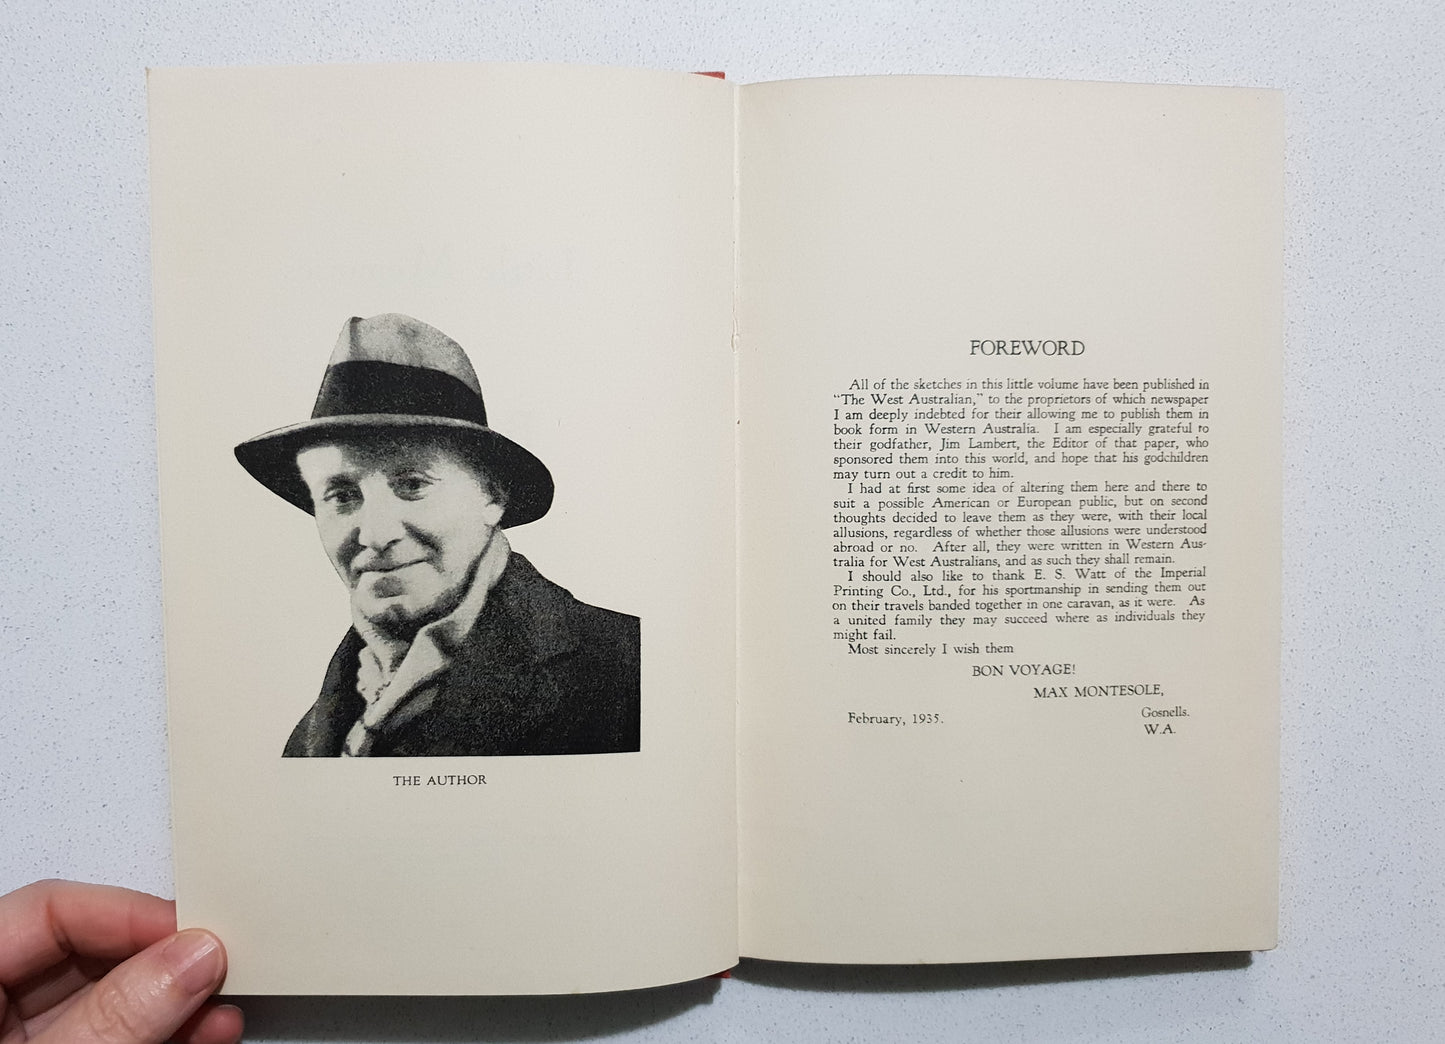 THE AUTHOR
FOREWORD
All of the sketches in this little volume have been published in
"The West Australian," to the proprietors of which newspaper
I am deeply indebted for their allowing me to publish them in
book form in Western Australia. I am especially grateful to
their godfather, Jim Lambert, the Editor of that paper, who
sponsored them into this world, and hope that his godchildren
may turn out a credit to him.
I had at first some idea of altering them here and there to
suit a possible American or European public, but on second
thoughts decided to leave them as they were, with their local
allusions, regardless of whether those allusions were understood
abroad or no. After all, they were written in Western Aus-
tralia for West Australians, and as such they shall remain.
I should also like to thank E. S. Watt of the Imperial
Printing Co., Ltd., for his sportmanship in sending them out
on their travels banded together in one caravan, as it were. As
a united family they may succeed where as individuals they
might fail.
Most sincerely I wish them
BON VOYAGE!
MAX MONTESOLE,
February, 1935.
Gosnells.
W.A.